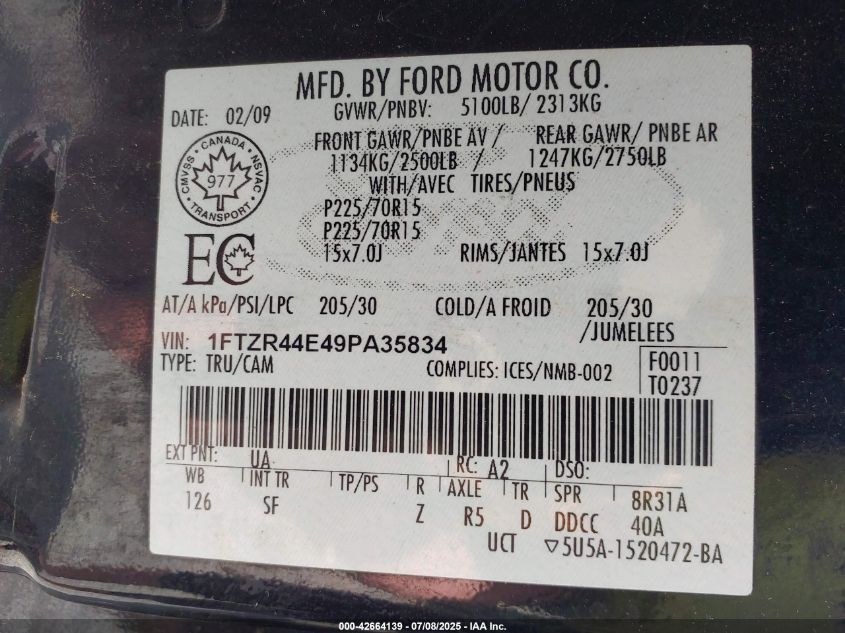 MFD. BY FORD MOTOR CO.
DATE: 02/09
GVWR/PNBV: 5100LB/ 2313KG
FRONT GAWR/PNBE AV/ REAR GAWR/ PNBE AR
1134KG/2500LB / 1247KG/2750LB
WITH/AVEC TIRES/PNEUS
CMVSS · CANADA · NSVAC
977
· TRANSPORT ·
P225/70R15
P225/70R15
15x7.0J RIMS/JANTES 15x7.0J
EC
AT/A kPa/PSI/LPC 205/30 COLD/A FROID 205/30
/JUMELEES
VIN: 1FTZR44E49PA35834
TYPE: TRU/CAM COMPLIES: ICES/NMB-002
F0011
T0237
EXT PNT: UA RC: A2 DSO:
WB INT TR TP/PS R AXLE TR SPR 8R31A
126 SF Z R5 D DDCC 40A
UCT ▽5U5A-1520472-BA
000-42664139 - 07/08/2025 - IAA Inc.